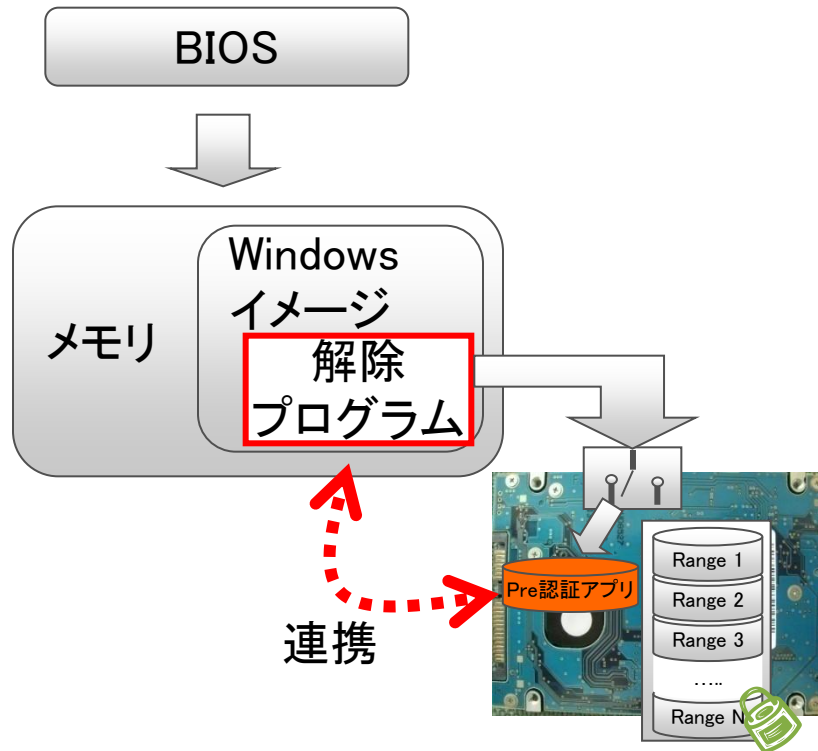 BIOS
メモリ
Windows
イメージ
解除
プログラム
連携
Pre認証アプリ
Range 1
Range 2
Range 3
.....
Range N